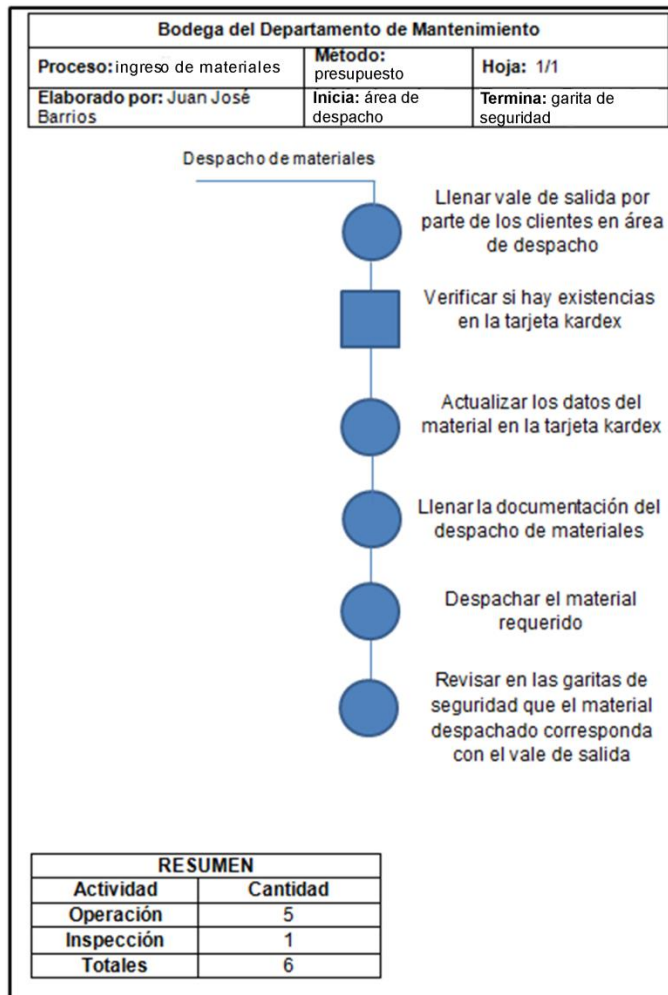 Bodega del Departamento de Mantenimiento
Proceso: ingreso de materiales
Método:
presupuesto
Hoja: 1/1
Elaborado por: Juan José
Barrios
Inicia: área de
despacho
Termina: garita de
seguridad
Despacho de materiales
Llenar vale de salida por
parte de los clientes en área
de despacho
Verificar si hay existencias
en la tarjeta kardex
Actualizar los datos del
material en la tarjeta kardex
Llenar la documentación del
despacho de materiales
Despachar el material
requerido
Revisar en las garitas de
seguridad que el material
despachado corresponda
con el vale de salida
RESUMEN
Actividad Cantidad
Operación 5
Inspección 1
Totales 6